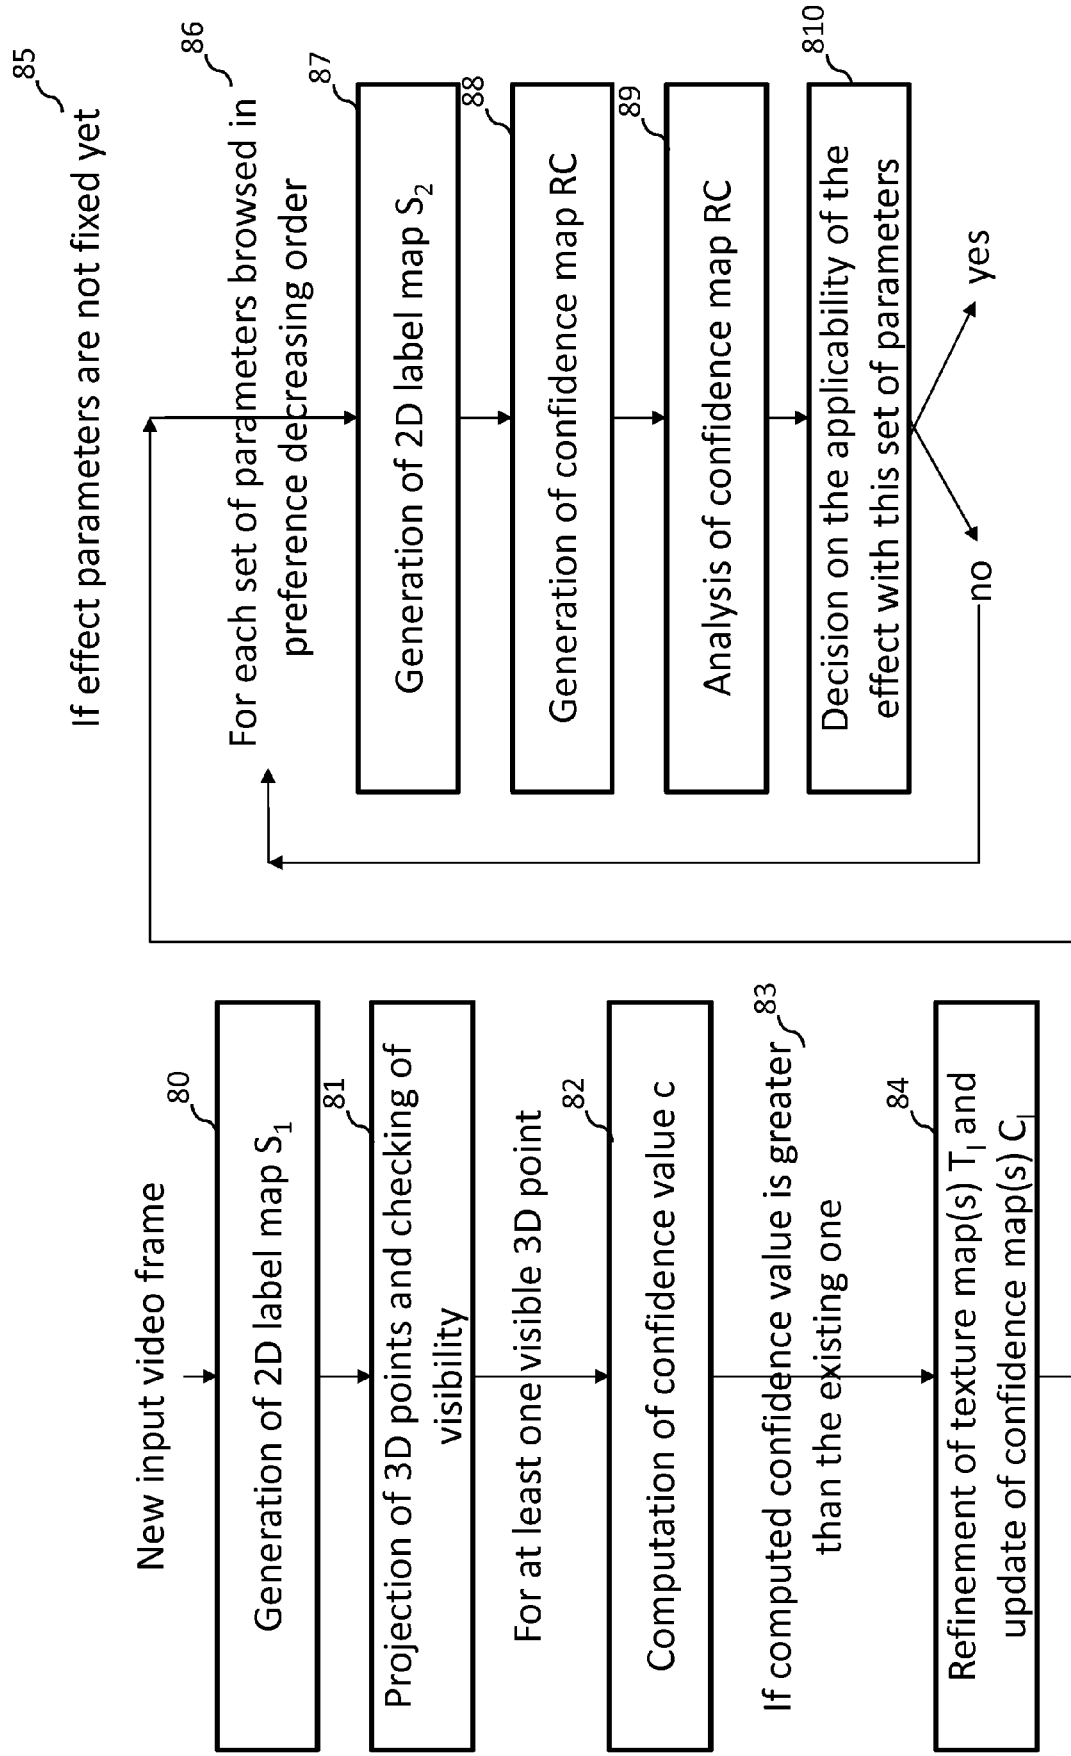 New input video frame
80
Generation of 2D label map S₁
81
Projection of 3D points and checking of
visibility
For at least one visible 3D point
82
Computation of confidence value c
83
If computed confidence value is greater
than the existing one
84
Refinement of texture map(s) Tₗ and
update of confidence map(s) Cₗ
85
If effect parameters are not fixed yet
86
For each set of parameters browsed in
preference decreasing order
87
Generation of 2D label map S₂
88
Generation of confidence map RC
89
Analysis of confidence map RC
810
Decision on the applicability of the
effect with this set of parameters
no
yes